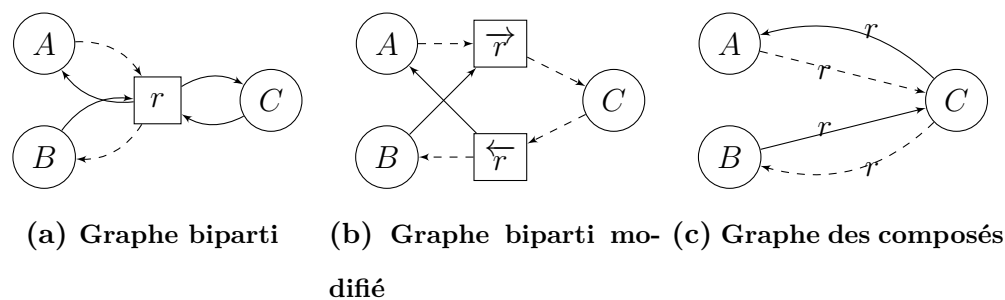 A
r
C
B
(a) Graphe biparti
A
→
r
C
B
←
r
(b) Graphe biparti mo-
difié
A
r
r
C
B
r
r
(c) Graphe des composés